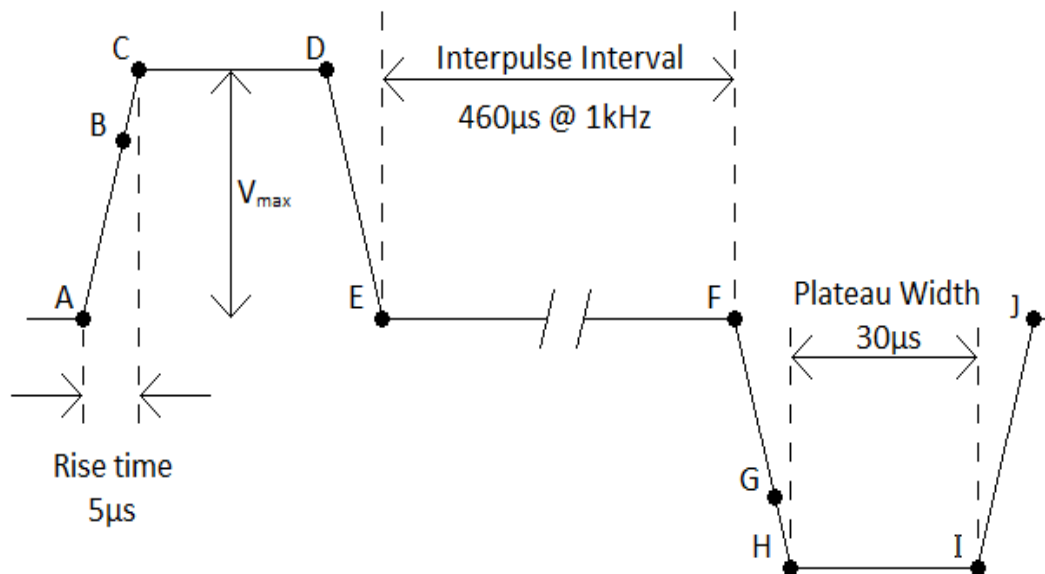 C
D
Interpulse Interval
B
460µs @ 1kHz
Vmax
A
E
F
Plateau Width
J
30µs
Rise time
5µs
G
H
I